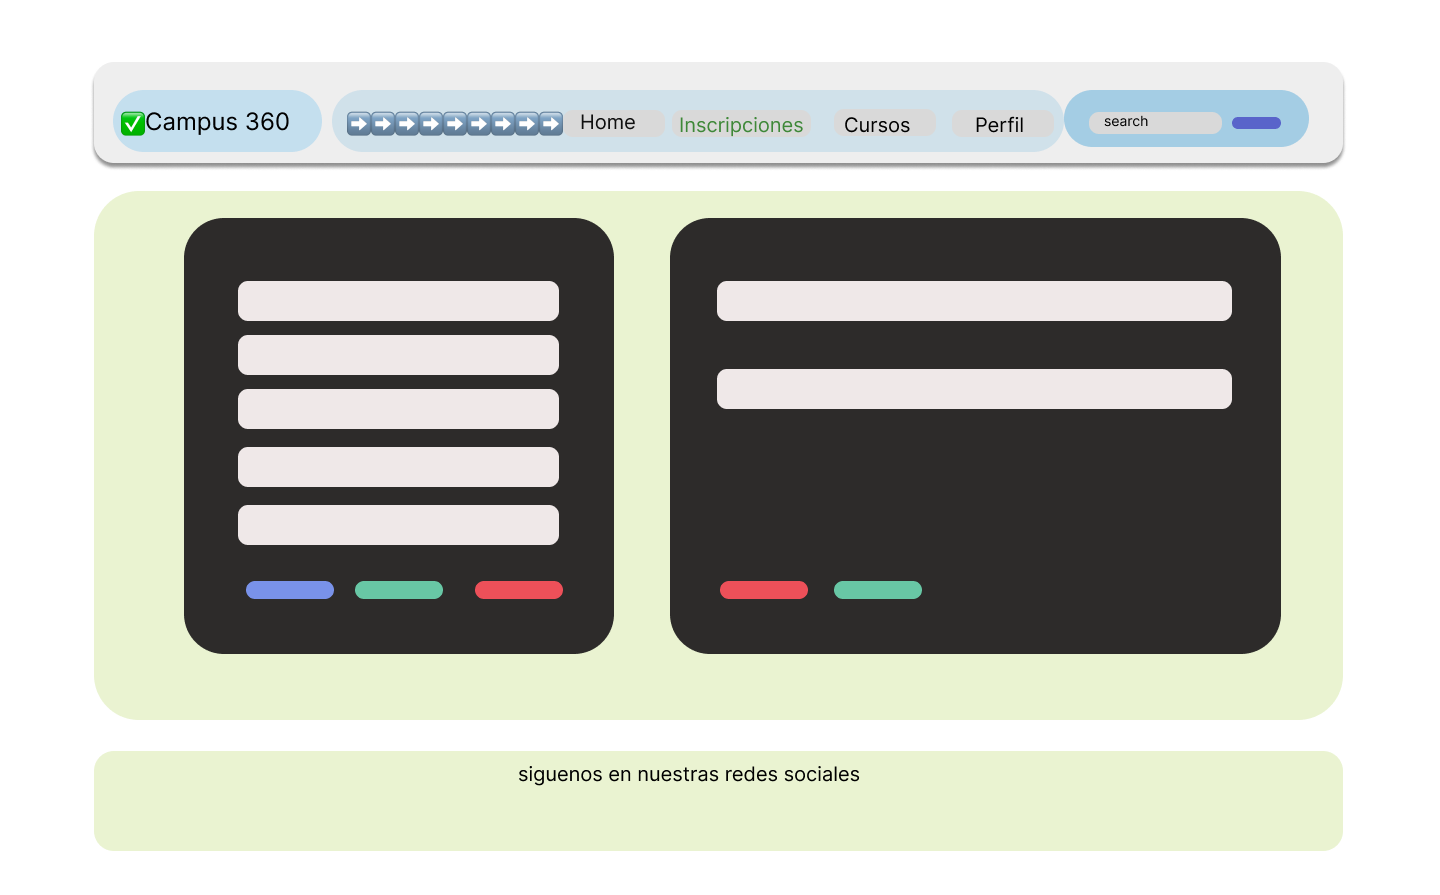 ✅Campus 360
➡️➡️➡️➡️➡️➡️➡️➡️➡️ Home Inscripciones Cursos Perfil
search
siguenos en nuestras redes sociales